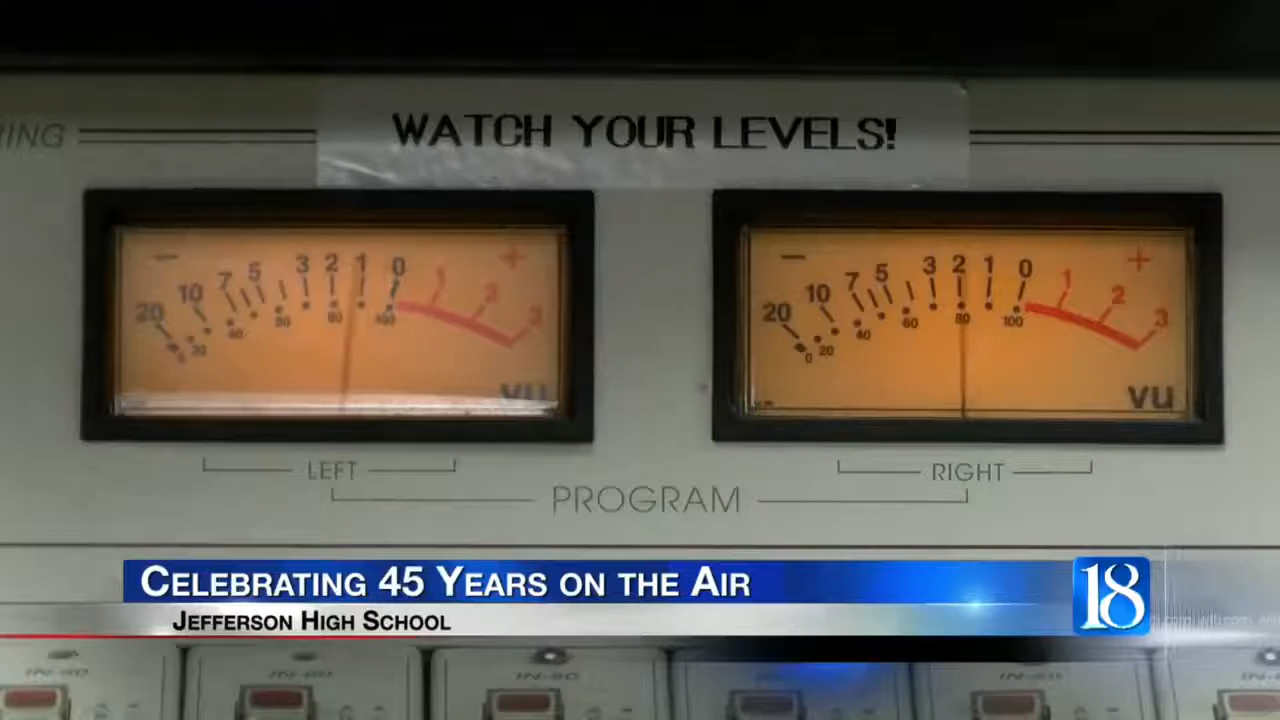 WATCH YOUR LEVELS!
20 10 7 5 3 2 1 0 1 2 3
0 20 40 60 80 100
VU
20 10 7 5 3 2 1 0 1 2 3
0 20 40 60 80 100
VU
LEFT
RIGHT
PROGRAM
CELEBRATING 45 YEARS ON THE AIR
JEFFERSON HIGH SCHOOL
18